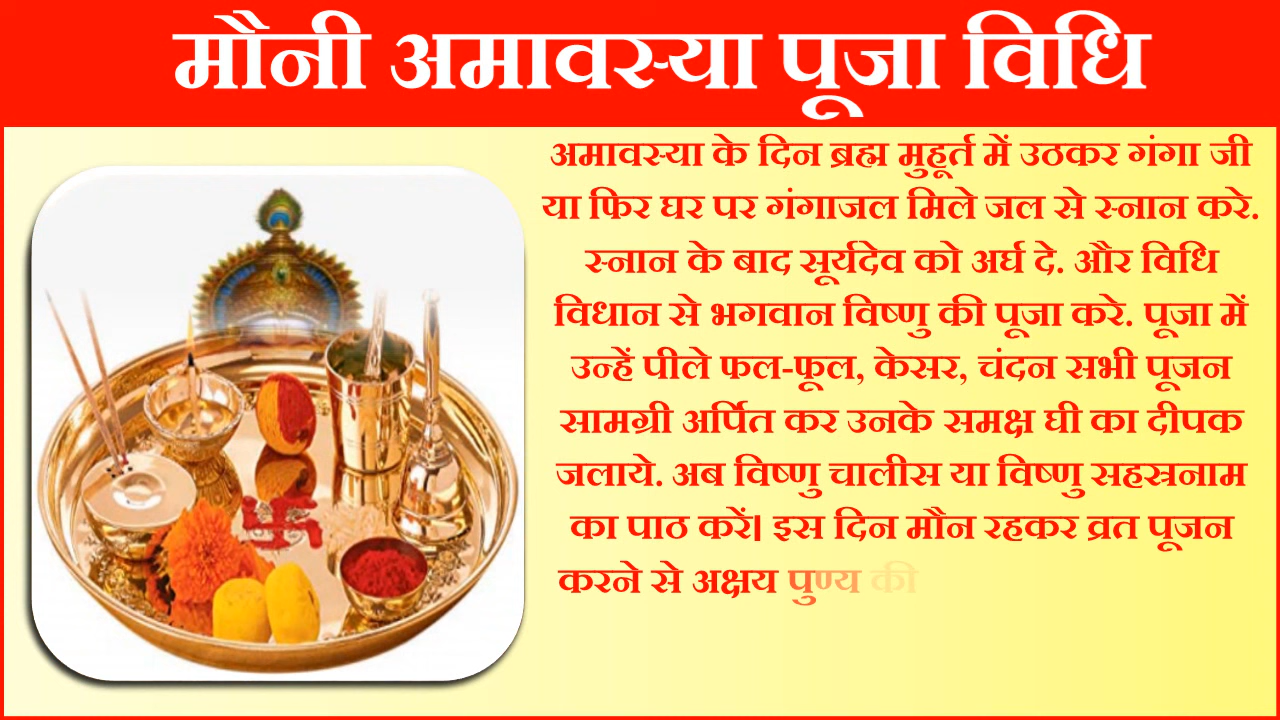 मौनी अमावस्या पूजा विधि
अमावस्या के दिन ब्रह्म मुहूर्त में उठकर गंगा जी
या फिर घर पर गंगाजल मिले जल से स्नान करे.
स्नान के बाद सूर्यदेव को अर्घ दे. और विधि
विधान से भगवान विष्णु की पूजा करे. पूजा में
उन्हें पीले फल-फूल, केसर, चंदन सभी पूजन
सामग्री अर्पित कर उनके समक्ष घी का दीपक
जलाये. अब विष्णु चालीस या विष्णु सहस्रनाम
का पाठ करें। इस दिन मौन रहकर व्रत पूजन
करने से अक्षय पुण्य की